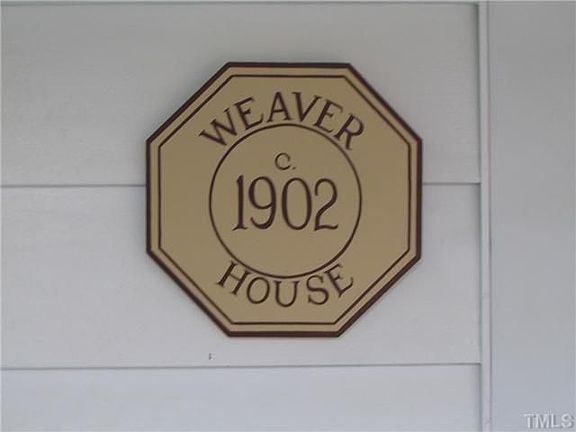 WEAVER
C.
1902
HOUSE
TMLS